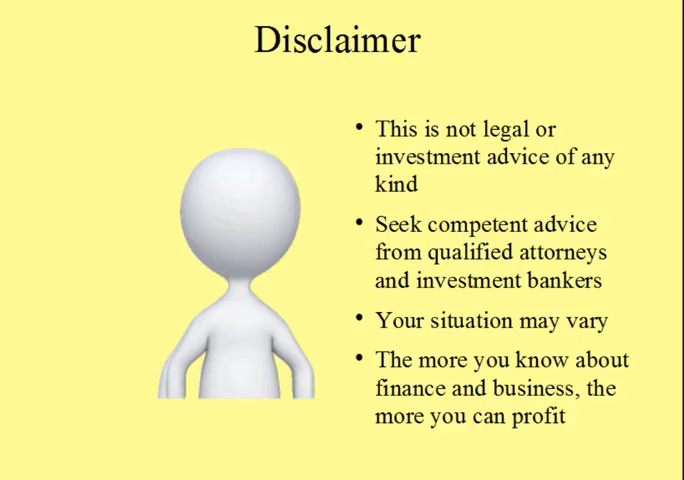 Disclaimer
• This is not legal or
investment advice of any
kind
• Seek competent advice
from qualified attorneys
and investment bankers
• Your situation may vary
• The more you know about
finance and business, the
more you can profit